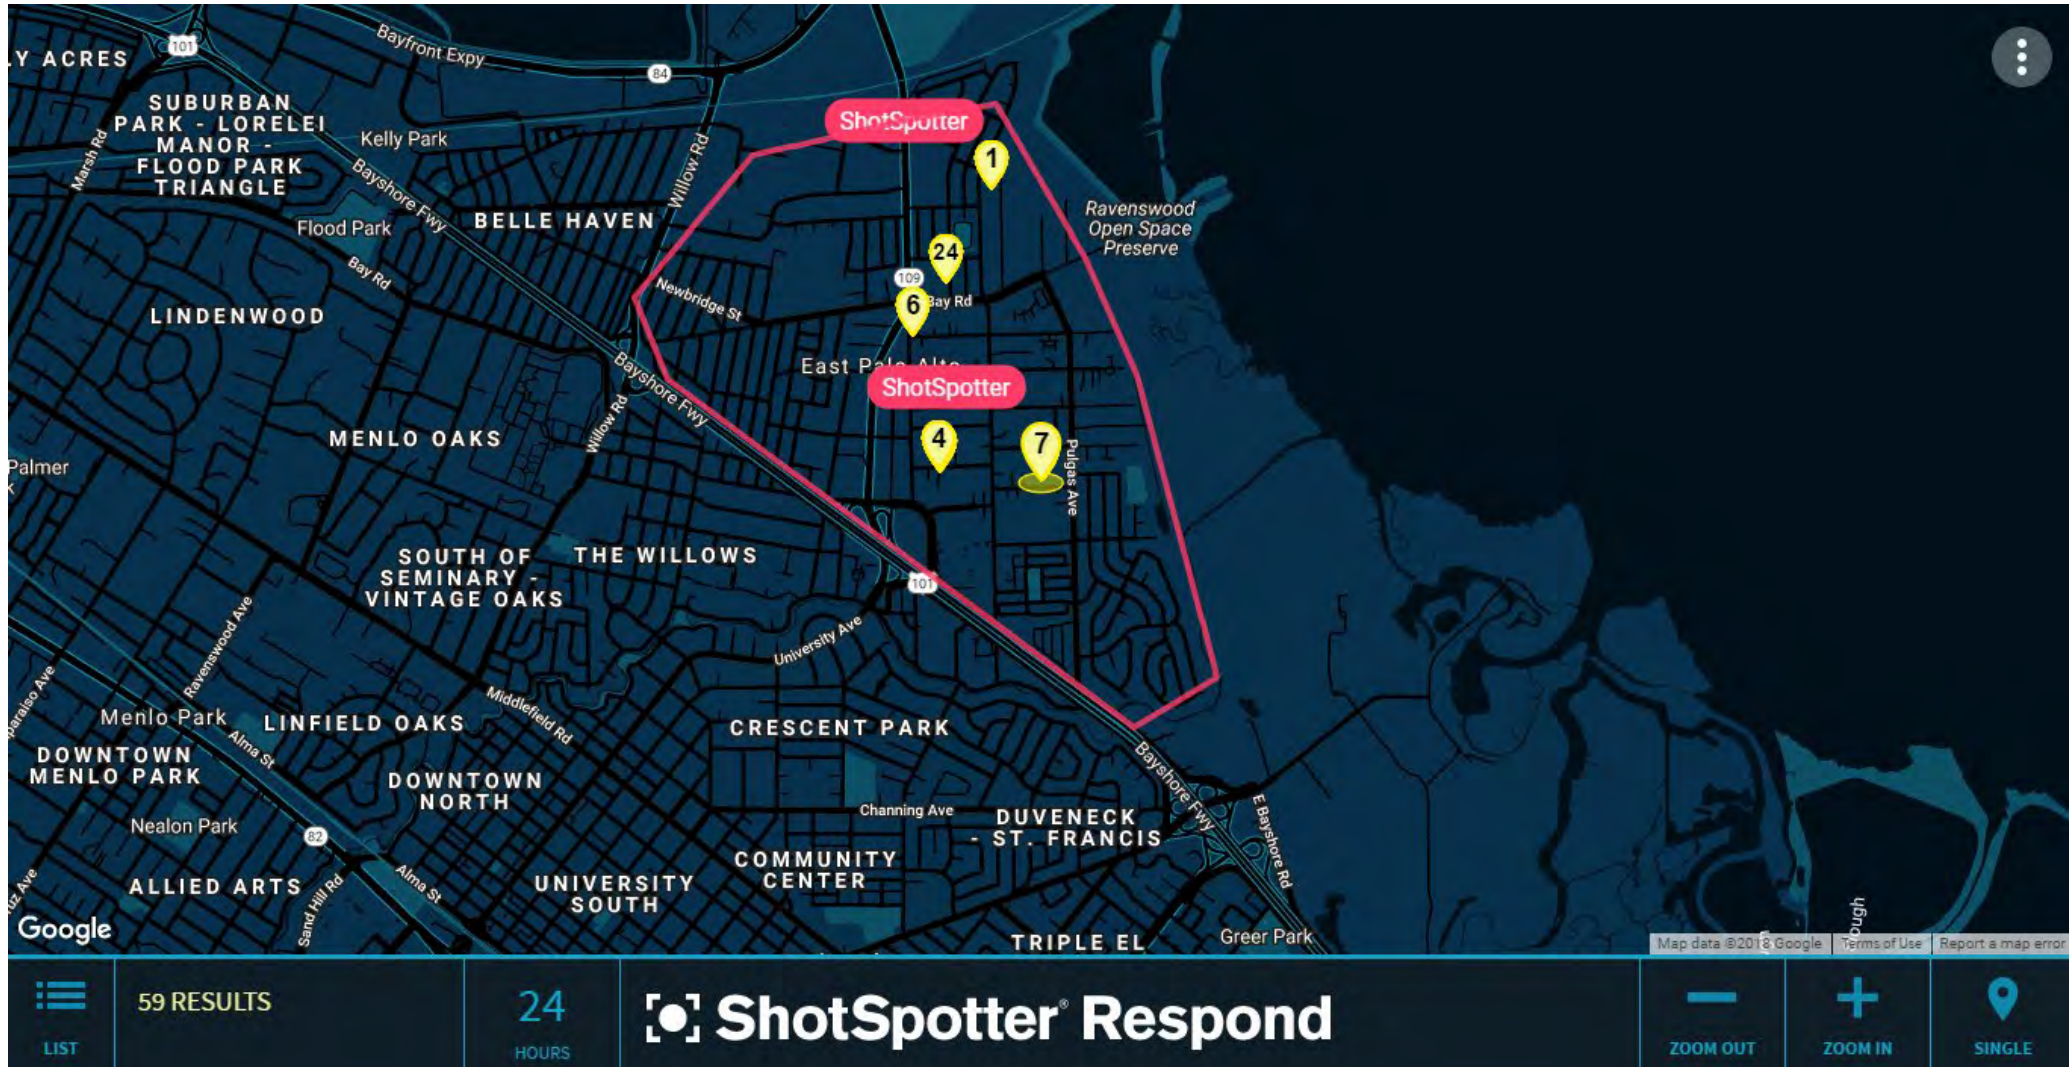 101
Bayfront Expy
84
LY ACRES
SUBURBAN
PARK - LORELEI
MANOR -
FLOOD PARK
TRIANGLE
Marsh Rd
Kelly Park
Bayshore Fwy
Flood Park
Bay Rd
BELLE HAVEN
Willow Rd
ShotSpotter
1
Ravenswood
Open Space
Preserve
24
109
6
Bay Rd
Newbridge St
LINDENWOOD
East Palo Alto
ShotSpotter
Bayshore Fwy
Willow Rd
MENLO OAKS
4
7
Pulgas Ave
Palmer
SOUTH OF
SEMINARY -
VINTAGE OAKS
THE WILLOWS
101
University Ave
Ravenswood Ave
Middlefield Rd
Menlo Park
LINFIELD OAKS
Alma St
CRESCENT PARK
DOWNTOWN
MENLO PARK
DOWNTOWN
NORTH
Bayshore Fwy
E Bayshore Rd
Channing Ave
DUVENECK
- ST. FRANCIS
Nealon Park
82
COMMUNITY
CENTER
ALLIED ARTS
Sand Hill Rd
Alma St
UNIVERSITY
SOUTH
TRIPLE EL
Greer Park
Google
Map data ©2018 Google
Terms of Use
Report a map error
LIST
59 RESULTS
24
HOURS
ShotSpotter® Respond
ZOOM OUT
ZOOM IN
SINGLE